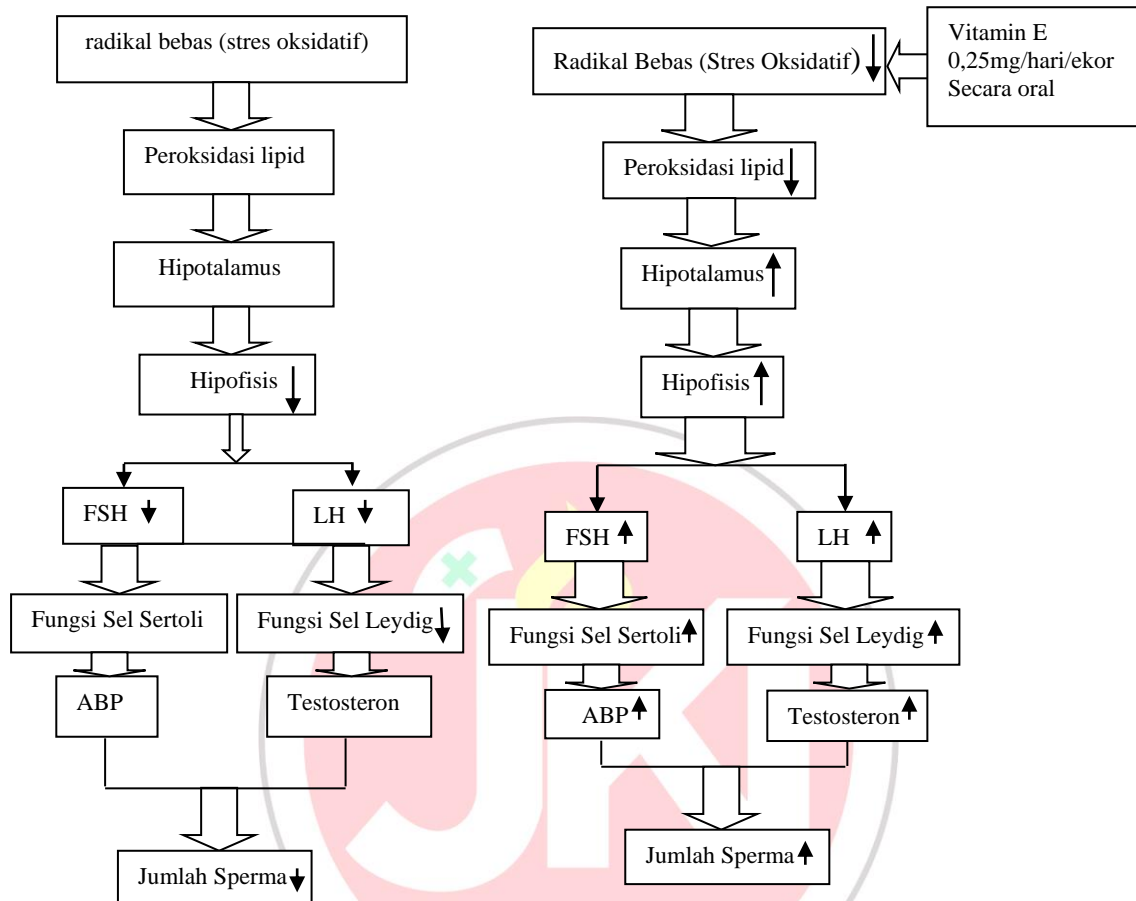 radikal bebas (stres oksidatif)
Peroksidasi lipid
Hipotalamus
Hipofisis
FSH
LH
Fungsi Sel Sertoli
Fungsi Sel Leydig
ABP
Testosteron
Jumlah Sperma
Vitamin E
0,25mg/hari/ekor
Secara oral
Radikal Bebas (Stres Oksidatif)
Peroksidasi lipid
Hipotalamus
Hipofisis
FSH
LH
Fungsi Sel Sertoli
Fungsi Sel Leydig
ABP
Testosteron
Jumlah Sperma